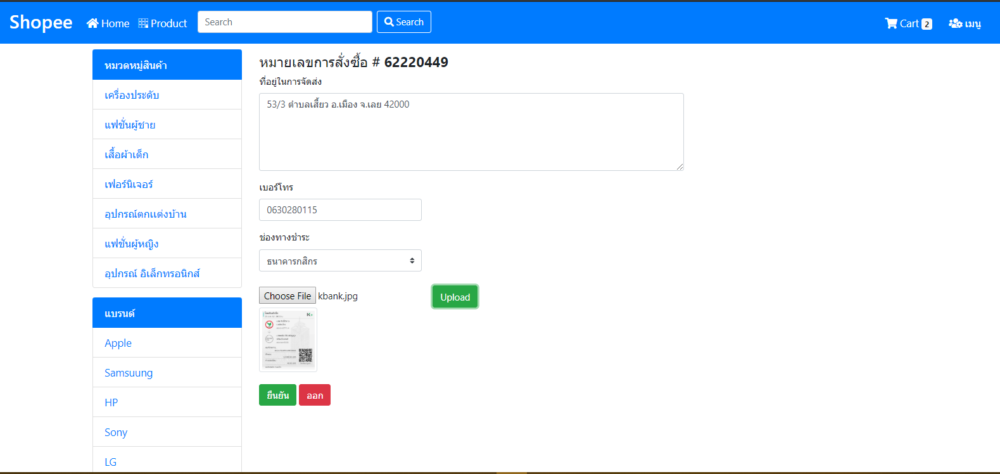 Shopee Home Product Search Search Cart 2 เมนู
หมวดหมู่สินค้า
เครื่องประดับ
แฟชั่นผู้ชาย
เสื้อผ้าเด็ก
เฟอร์นิเจอร์
อุปกรณ์ตกแต่งบ้าน
แฟชั่นผู้หญิง
อุปกรณ์ อิเล็กทรอนิกส์
แบรนด์
Apple
Samsuung
HP
Sony
LG
หมายเลขการสั่งซื้อ # 62220449
ที่อยู่ในการจัดส่ง
53/3 ตำบลเสี้ยว อ.เมือง จ.เลย 42000
เบอร์โทร
0630280115
ช่องทางชำระ
ธนาคารกสิกร
Choose File kbank.jpg Upload
ยืนยัน ออก